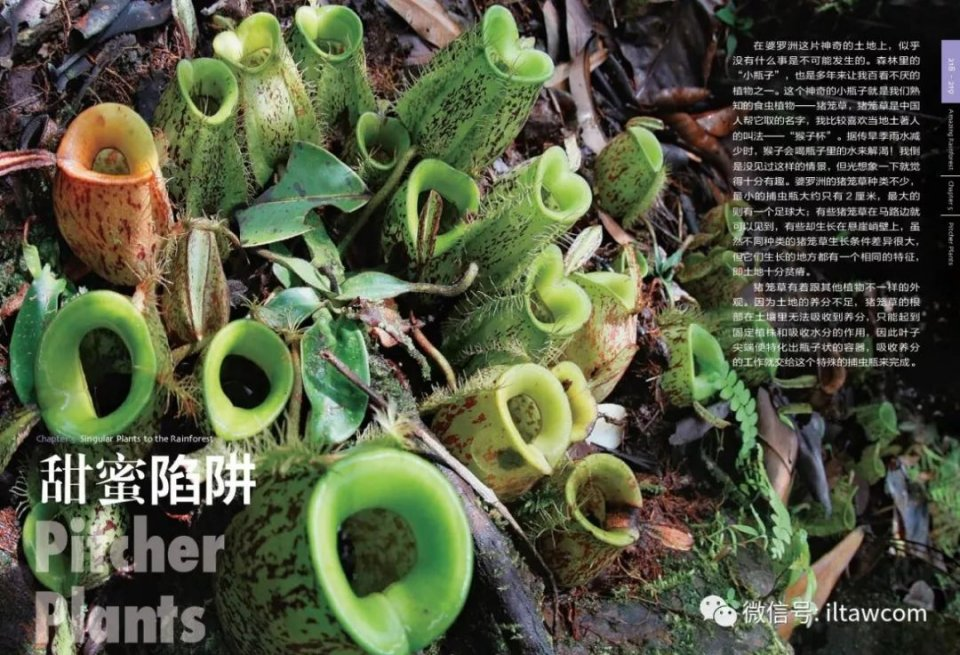 在婆罗洲这片神奇的土地上，似乎
没有什么事是不可能发生的。森林里的
“小瓶子”，也是多年来让我百看不厌的
植物之一。这个神奇的小瓶子就是我们熟
知的食虫植物——猪笼草，猪笼草是中国
人帮它取的名字，我比较喜欢当地土著人
的叫法——“猴子杯”。据传旱季雨水减
少时，猴子会喝瓶子里的水来解渴！我倒
是没见过这样的情景，但光想象一下就觉
得十分有趣。婆罗洲的猪笼草种类不少，
最小的捕虫瓶大约只有2厘米，最大的
则有一个足球大；有些猪笼草在马路边就
可以见到，有些却生长在悬崖峭壁上，虽
然不同种类的猪笼草生长条件差异很大，
但它们生长的地方都有一个相同的特征，
即土地十分贫瘠。
猪笼草有着跟其他植物不一样的外
观。因为土地的养分不足，猪笼草的根
部在土壤里无法吸收到养分，只能起到
固定植株和吸收水分的作用，因此叶子
尖端便特化出瓶子状的容器，吸收养分
的工作就交给这个特殊的捕虫瓶来完成。
Amazing Rainforest
Chapter 5
Pitcher Plants
Chapter 5 Singular Plants to the Rainforest
甜蜜陷阱
Pitcher
Plants
微信号: iltawcom